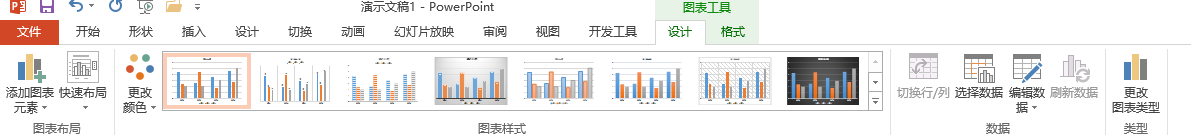 演示文稿1 - PowerPoint
图表工具
文件 开始 形状 插入 设计 切换 动画 幻灯片放映 审阅 视图 开发工具 设计 格式
添加图表元素 快速布局 更改颜色 切换行/列 选择数据 编辑数据 刷新数据 更改图表类型
图表布局 图表样式 数据 类型